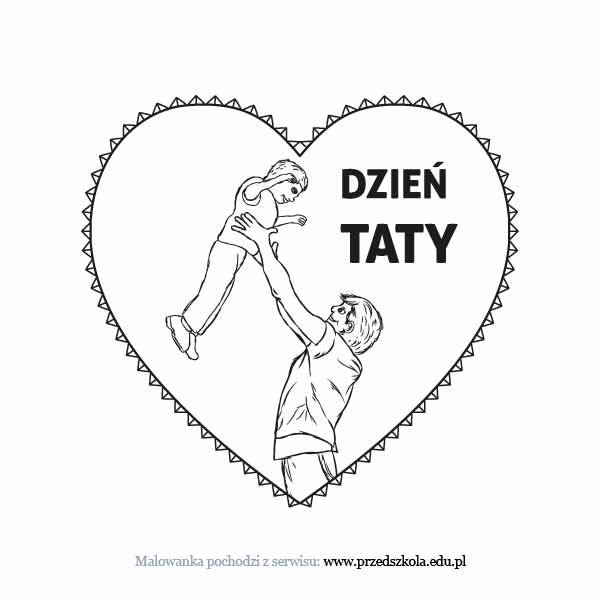 DZIEŃ
TATY
Malowanka pochodzi z serwisu: www.przedszkola.edu.pl